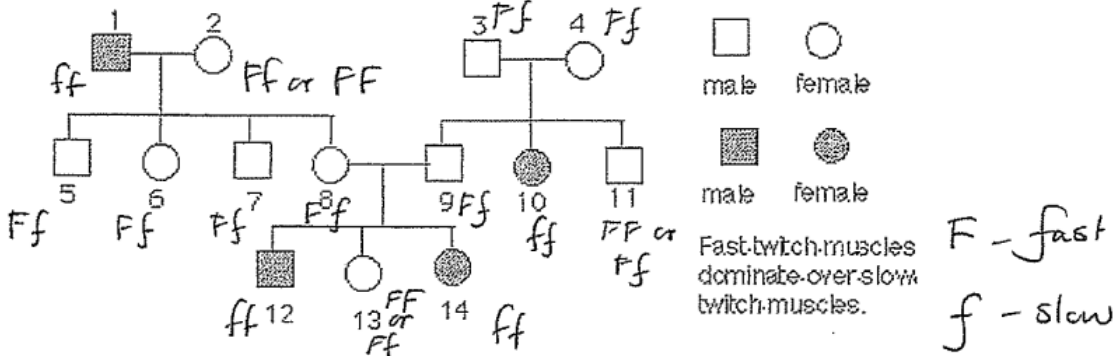 1 2 3 Ff 4 Ff
ff Ff or FF
male female
5 6 7 8 9 Ff 10 11
male female
Ff Ff Ff Ff ff FF or
Ff
Fast-twitch-muscles
dominate-over-slow
twitch-muscles.
F - fast
f - slow
ff 12 13 FF 14 ff
or
Ff